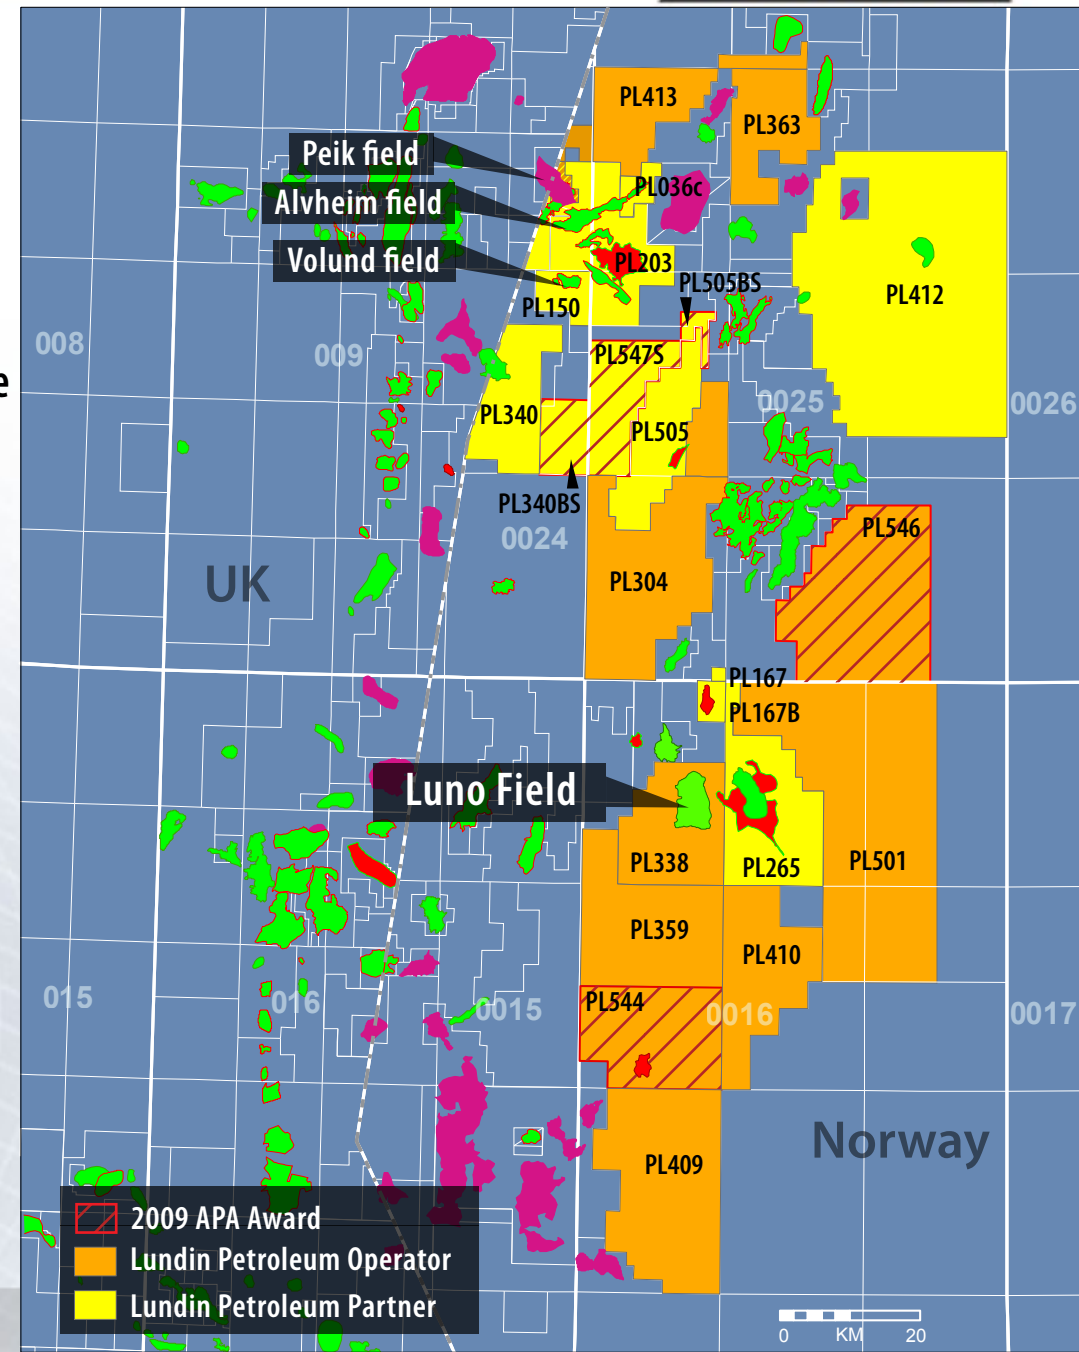 PL413
PL363
Peik field
PL036c
Alvheim field
Volund field
PL203
PL505BS
PL412
PL150
008
009
PL547S
0025
0026
PL340
PL505
e
PL340BS
0024
PL546
UK
PL304
PL167
PL167B
Luno Field
PL338
PL265
PL501
PL359
PL410
015
016
0015
PL544
0016
0017
Norway
PL409
2009 APA Award
Lundin Petroleum Operator
Lundin Petroleum Partner
0 KM 20